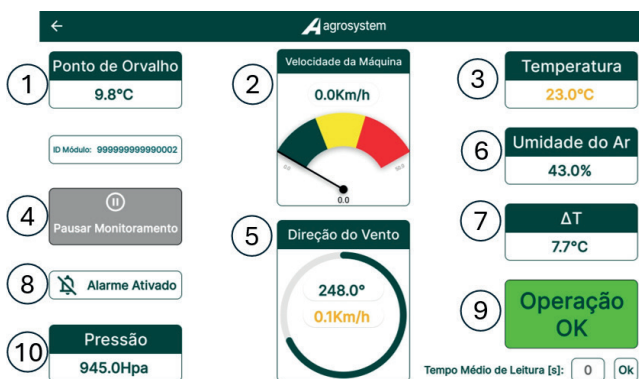 agrosystem
1
Ponto de Orvalho
9.8°C
2
Velocidade da Máquina
0.0Km/h
0.0
3
Temperatura
23.0°C
ID Módulo: 999999999990002
6
Umidade do Ar
43.0%
4
Pausar Monitoramento
5
Direção do Vento
248.0°
0.1Km/h
7
ΔT
7.7°C
8
Alarme Ativado
9
Operação
OK
10
Pressão
945.0Hpa
Tempo Médio de Leitura [s]: 0 Ok